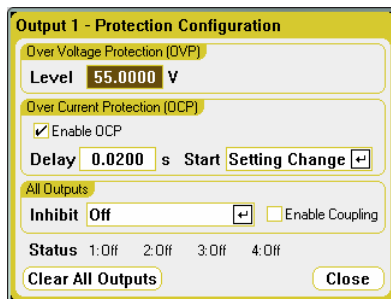 Output 1 - Protection Configuration
Over Voltage Protection (OVP)
Level 55.0000 V
Over Current Protection (OCP)
Enable OCP
Delay 0.0200 s Start Setting Change
All Outputs
Inhibit Off Enable Coupling
Status 1:Off 2:Off 3:Off 4:Off
Clear All Outputs Close